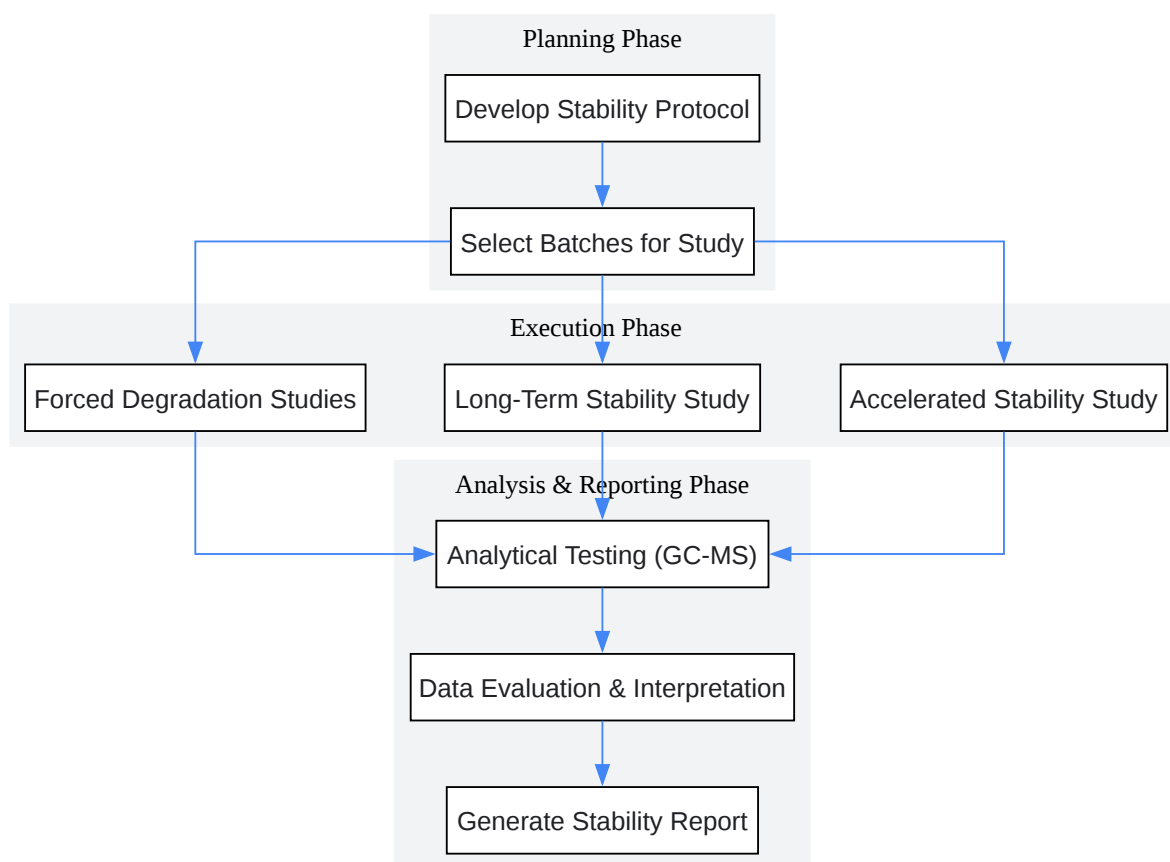 Planning Phase
Develop Stability Protocol
Select Batches for Study
Execution Phase
Forced Degradation Studies
Long-Term Stability Study
Accelerated Stability Study
Analysis & Reporting Phase
Analytical Testing (GC-MS)
Data Evaluation & Interpretation
Generate Stability Report